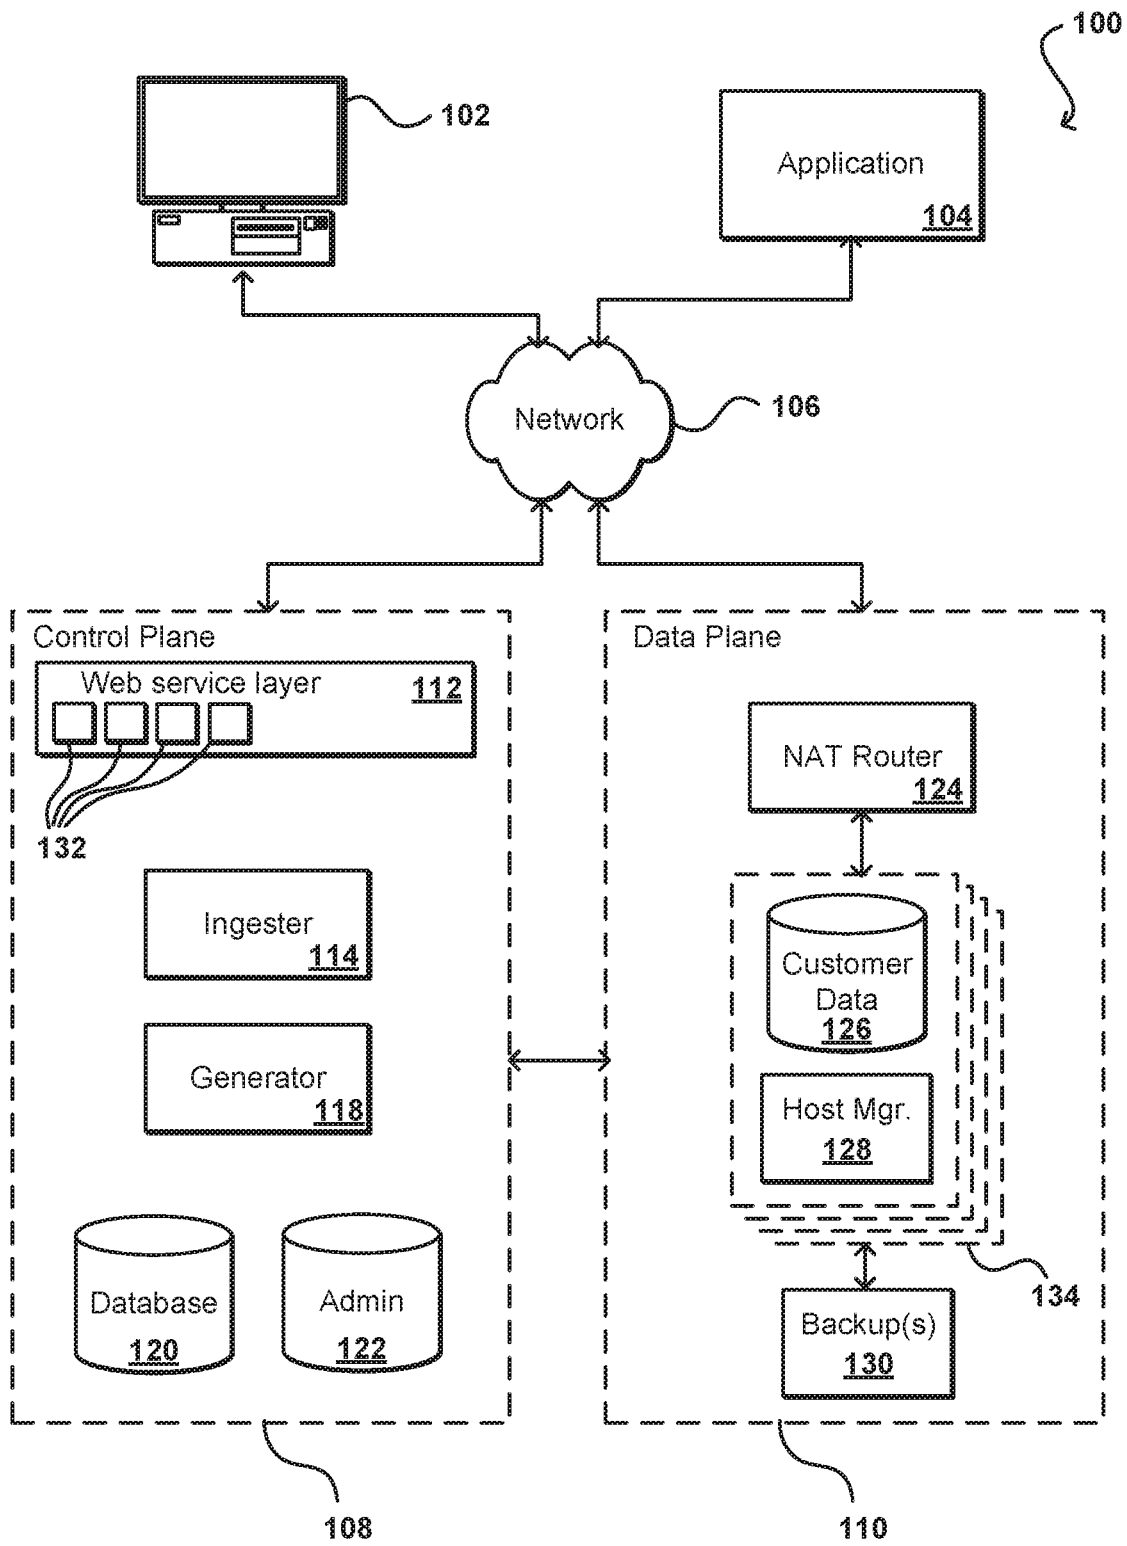 100
102
Application
104
Network
106
Control Plane
Web service layer
112
132
Ingester
114
Generator
118
Database
120
Admin
122
108
Data Plane
NAT Router
124
Customer
Data
126
Host Mgr.
128
134
Backup(s)
130
110